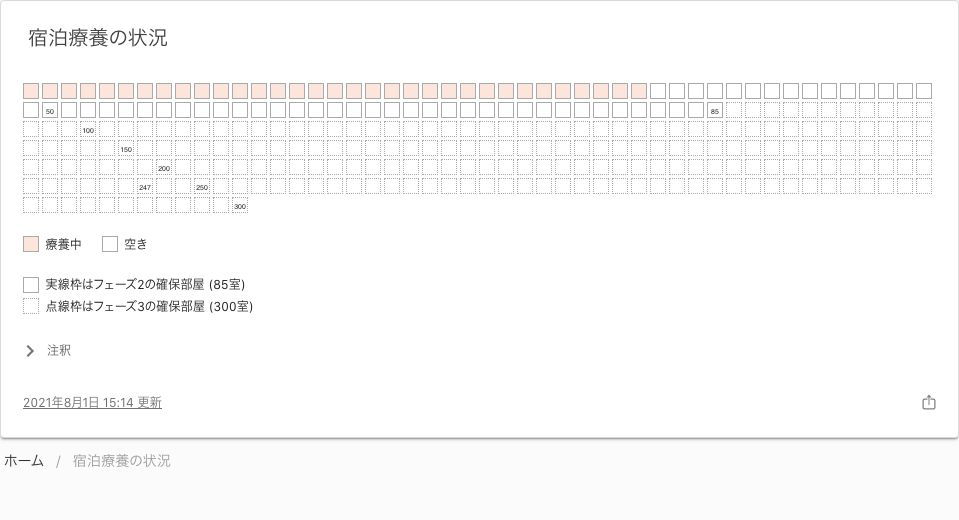 宿泊療養の状況
50
85
100
150
200
247
250
300
療養中
空き
実線枠はフェーズ2の確保部屋 (85室)
点線枠はフェーズ3の確保部屋 (300室)
注釈
2021年8月1日 15:14 更新
ホーム / 宿泊療養の状況